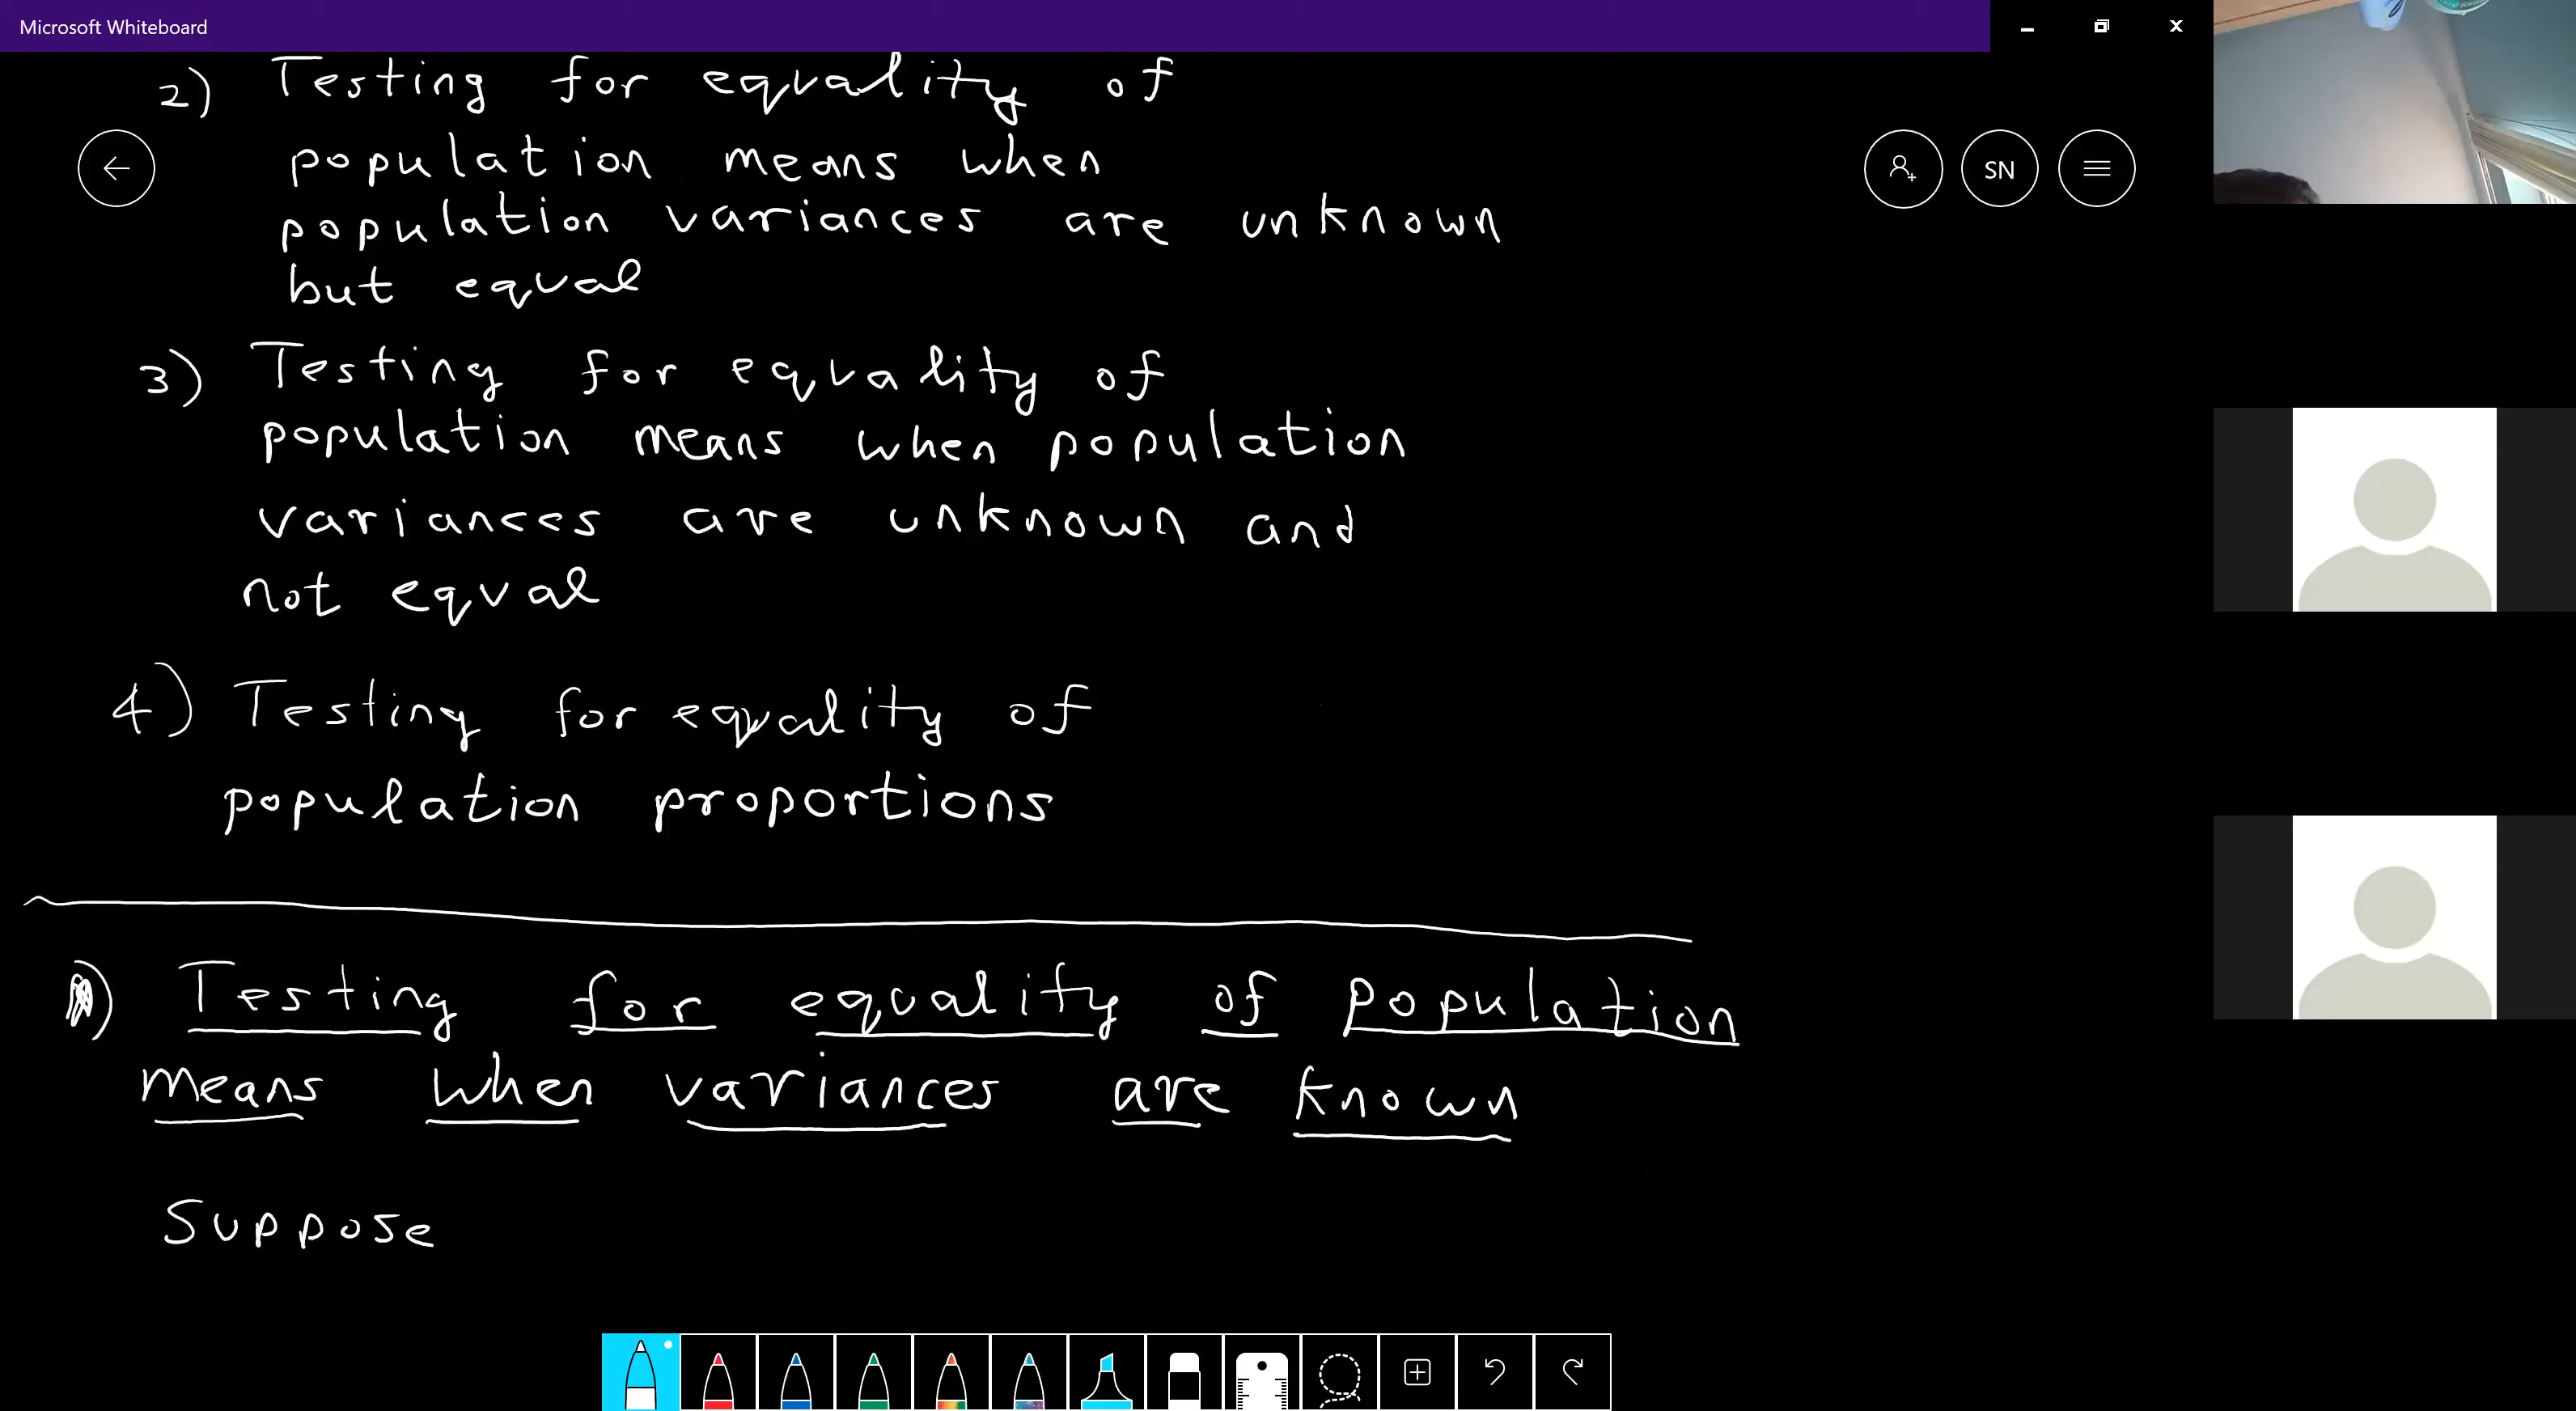 Microsoft Whiteboard
2) Testing for equality of
population means when
SN
population variances are unknown
but equal
3) Testing for equality of
population means when population
variances are unknown and
not equal
4) Testing for equality of
population proportions
1) Testing for equality of population
means when variances are known
Suppose